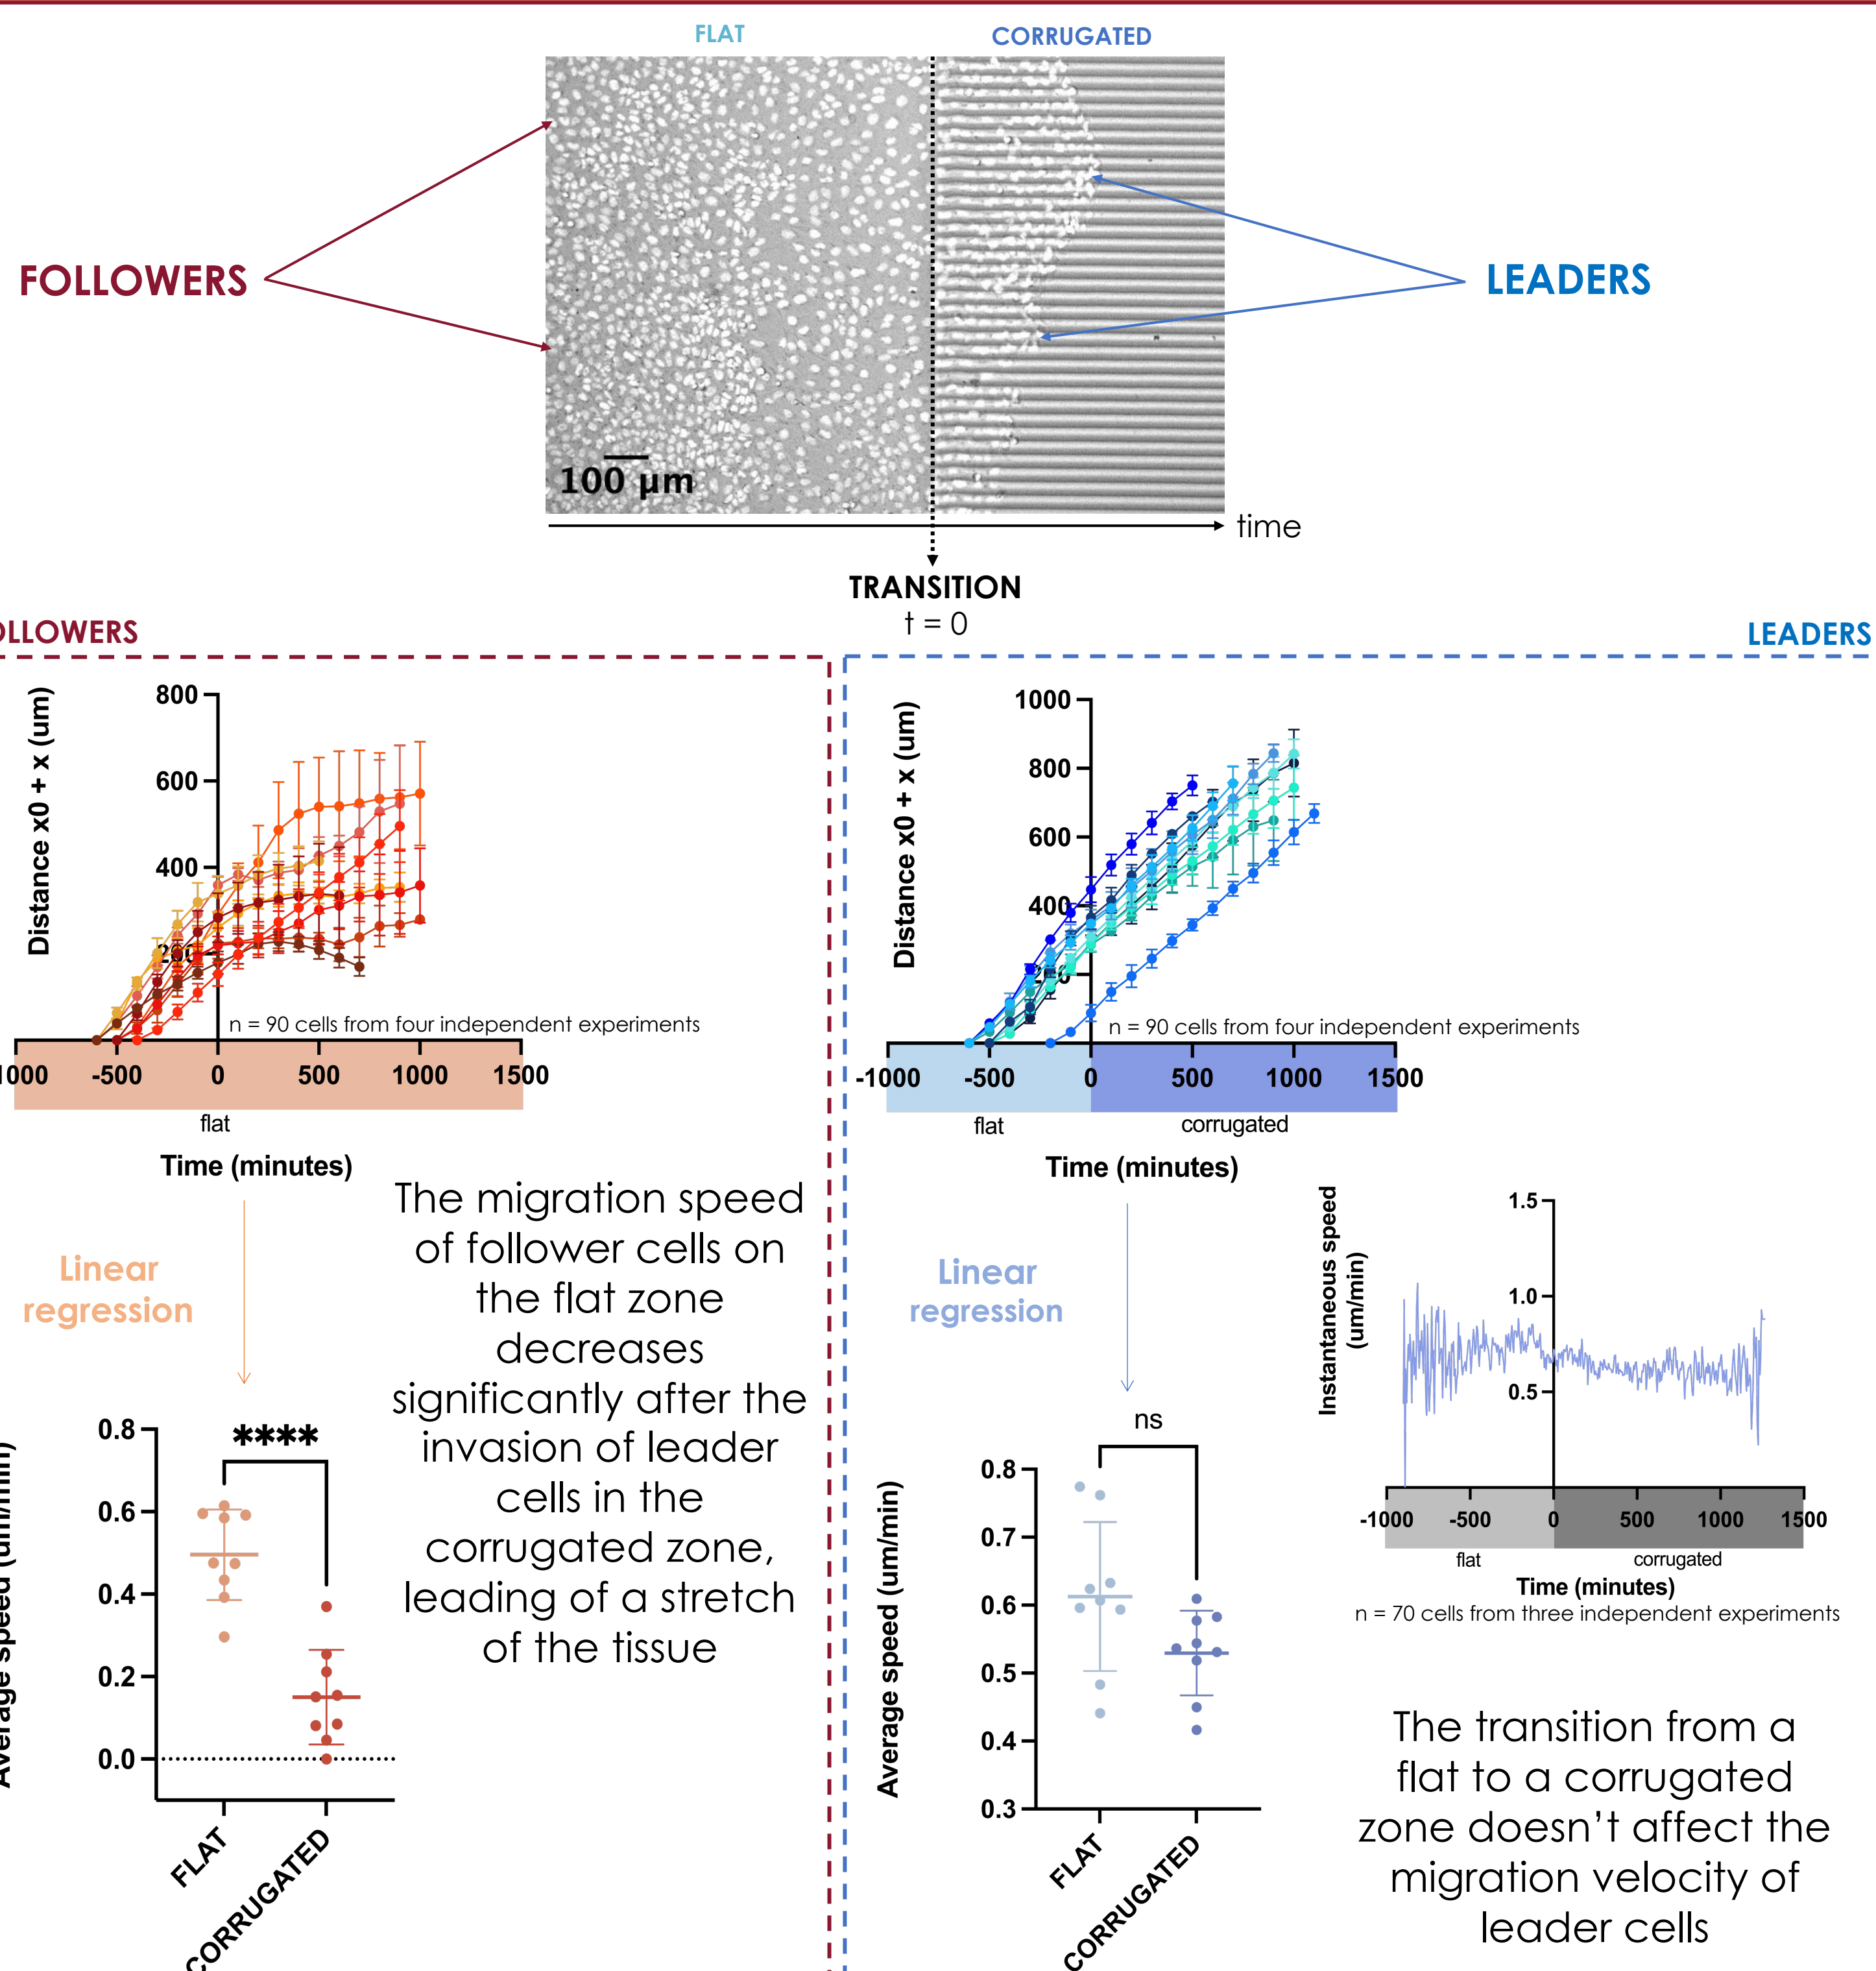 FLAT
CORRUGATED
FOLLOWERS
LEADERS
100 µm
time
TRANSITION
t = 0
OLLOWERS
LEADERS
Distance x0 + x (um)
800
600
400
200
n = 90 cells from four independent experiments
1000 -500 0 500 1000 1500
flat
Time (minutes)
Linear
regression
The migration speed
of follower cells on
the flat zone
decreases
significantly after the
invasion of leader
cells in the
corrugated zone,
leading of a stretch
of the tissue
Average speed (um/min)
0.8
0.6
0.4
0.2
0.0
****
FLAT
CORRUGATED
Distance x0 + x (um)
1000
800
600
400
n = 90 cells from four independent experiments
-1000 -500 0 500 1000 1500
flat
corrugated
Time (minutes)
Linear
regression
Instantaneous speed
(um/min)
1.5
1.0
0.5
-1000 -500 0 500 1000 1500
flat
corrugated
Time (minutes)
n = 70 cells from three independent experiments
ns
Average speed (um/min)
0.8
0.7
0.6
0.5
0.4
0.3
FLAT
CORRUGATED
The transition from a
flat to a corrugated
zone doesn't affect the
migration velocity of
leader cells